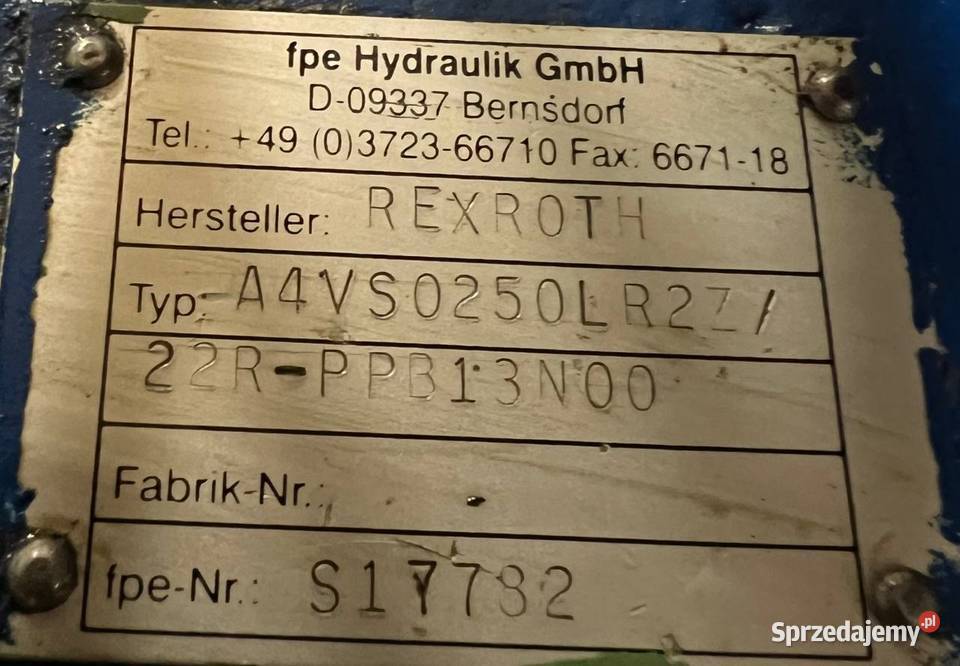 fpe Hydraulik GmbH
D-09337 Bernsdorf
Tel.: +49 (0)3723-66710 Fax: 6671-18
Hersteller: REXROTH
Typ: A4VS0250LR2Z/
22R-PPB13N00
Fabrik-Nr.:
fpe-Nr.: S17782
Sprzedajemy.pl